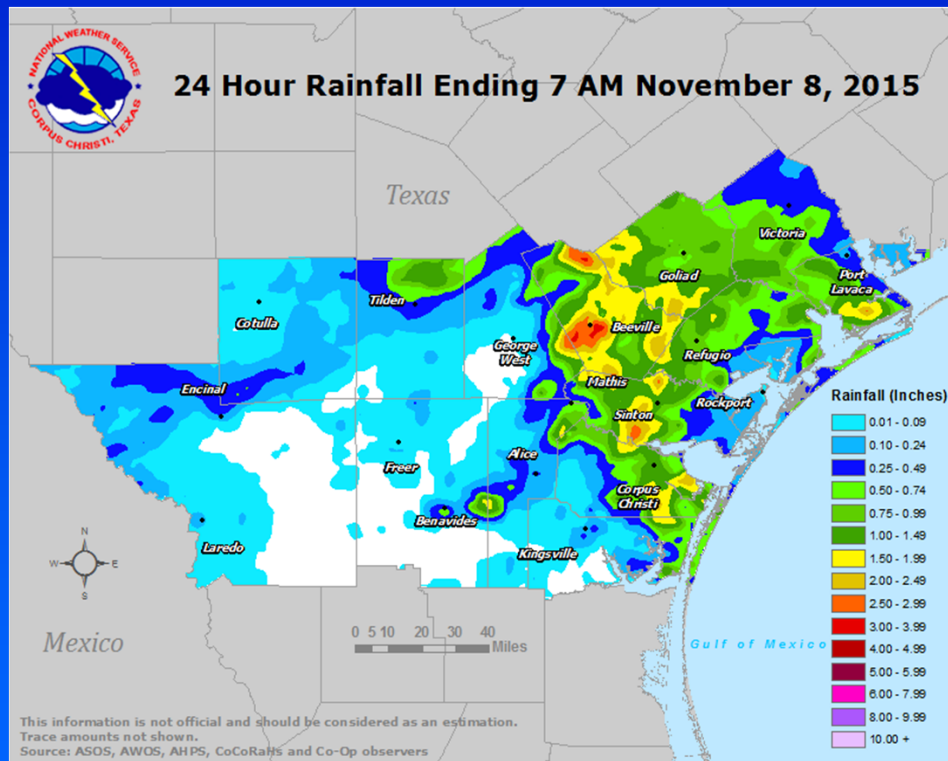 NATIONAL WEATHER SERVICE
CORPUS CHRISTI, TEXAS
24 Hour Rainfall Ending 7 AM November 8, 2015
Texas
Victoria
Goliad
Port
Lavaca
Tilden
Cotulla
Beeville
George
West
Refugio
Encinal
Mathis
Rockport
Sinton
Alice
Freer
Corpus
Christi
Benavides
Laredo
Kingsville
N
W E
S
Mexico
0 5 10 20 30 40
Miles
Gulf of Mexico
Rainfall (Inches)
0.01 - 0.09
0.10 - 0.24
0.25 - 0.49
0.50 - 0.74
0.75 - 0.99
1.00 - 1.49
1.50 - 1.99
2.00 - 2.49
2.50 - 2.99
3.00 - 3.99
4.00 - 4.99
5.00 - 5.99
6.00 - 7.99
8.00 - 9.99
10.00 +
This information is not official and should be considered as an estimation.
Trace amounts not shown.
Source: ASOS, AWOS, AHPS, CoCoRaHs and Co-Op observers